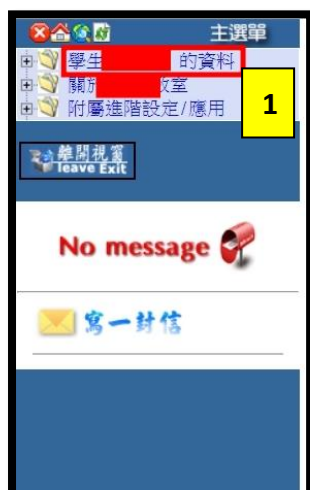 主選單
學生 的資料
關於 教室
附屬進階設定/應用
1
離開視窗
leave Exit
No message
寫一封信